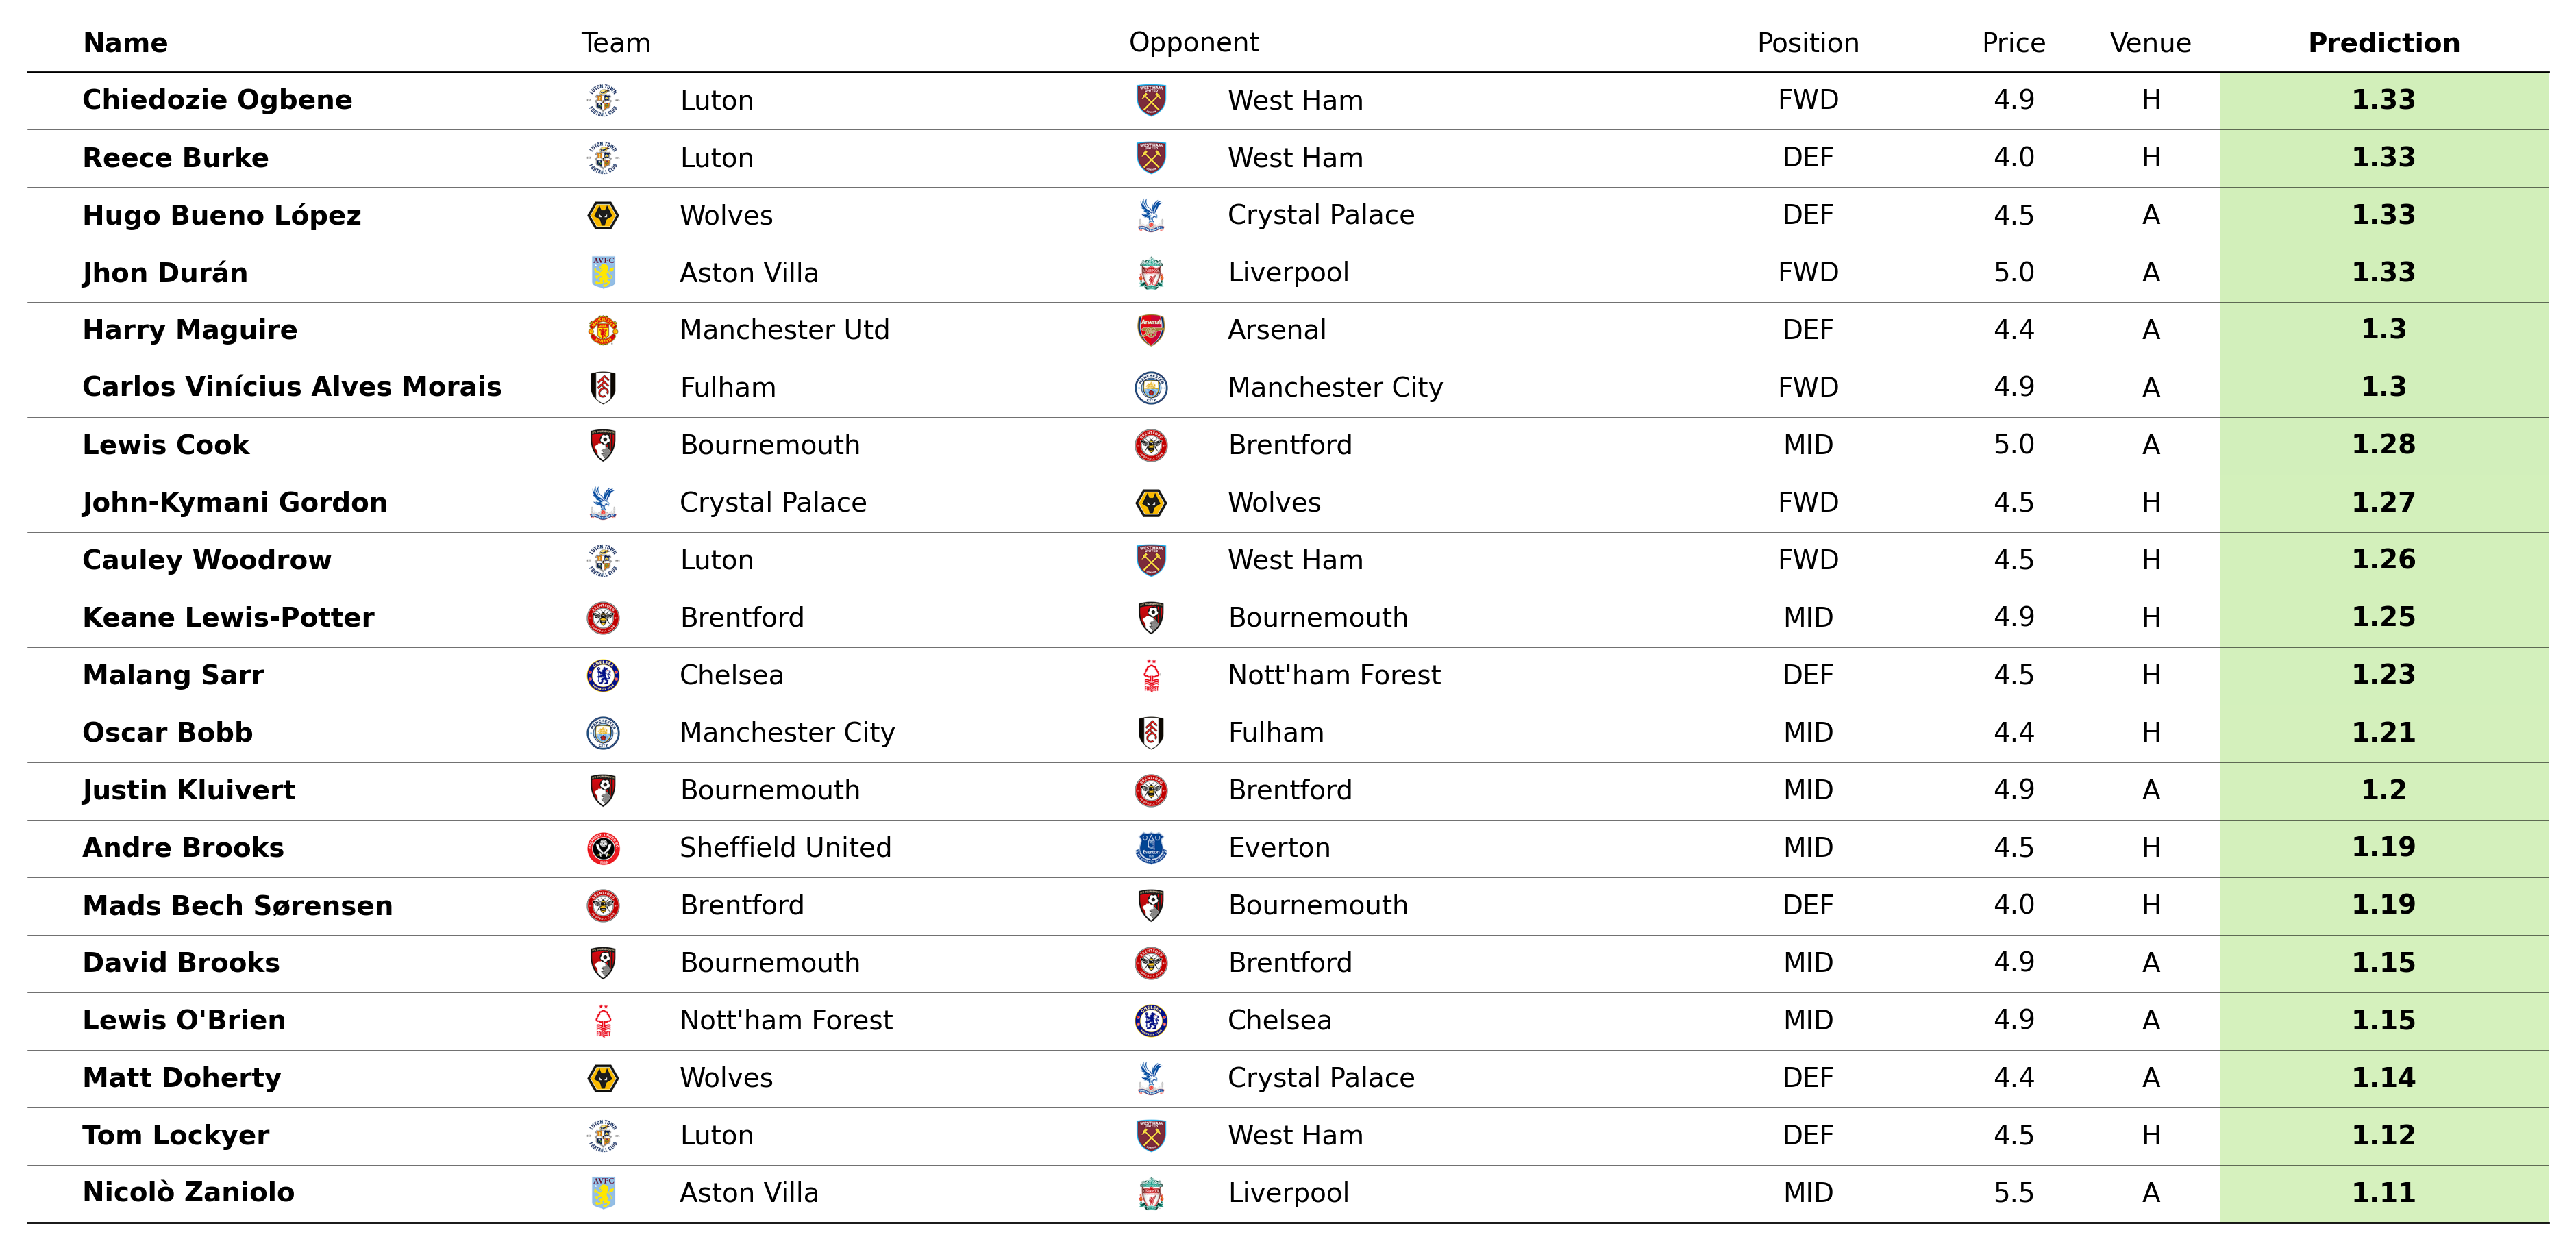 Name Team Opponent Position Price Venue Prediction
Chiedozie Ogbene Luton West Ham FWD 4.9 H 1.33
Reece Burke Luton West Ham DEF 4.0 H 1.33
Hugo Bueno López Wolves Crystal Palace DEF 4.5 A 1.33
Jhon Durán Aston Villa Liverpool FWD 5.0 A 1.33
Harry Maguire Manchester Utd Arsenal DEF 4.4 A 1.3
Carlos Vinícius Alves Morais Fulham Manchester City FWD 4.9 A 1.3
Lewis Cook Bournemouth Brentford MID 5.0 A 1.28
John-Kymani Gordon Crystal Palace Wolves FWD 4.5 H 1.27
Cauley Woodrow Luton West Ham FWD 4.5 H 1.26
Keane Lewis-Potter Brentford Bournemouth MID 4.9 H 1.25
Malang Sarr Chelsea Nott'ham Forest DEF 4.5 H 1.23
Oscar Bobb Manchester City Fulham MID 4.4 H 1.21
Justin Kluivert Bournemouth Brentford MID 4.9 A 1.2
Andre Brooks Sheffield United Everton MID 4.5 H 1.19
Mads Bech Sørensen Brentford Bournemouth DEF 4.0 H 1.19
David Brooks Bournemouth Brentford MID 4.9 A 1.15
Lewis O'Brien Nott'ham Forest Chelsea MID 4.9 A 1.15
Matt Doherty Wolves Crystal Palace DEF 4.4 A 1.14
Tom Lockyer Luton West Ham DEF 4.5 H 1.12
Nicolò Zaniolo Aston Villa Liverpool MID 5.5 A 1.11